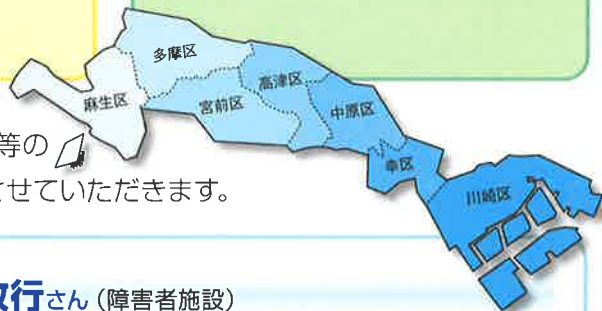 多摩区
麻生区
宮前区
高津区
中原区
幸区
川崎区
等の
させていただきます。
行さん（障害者施設）